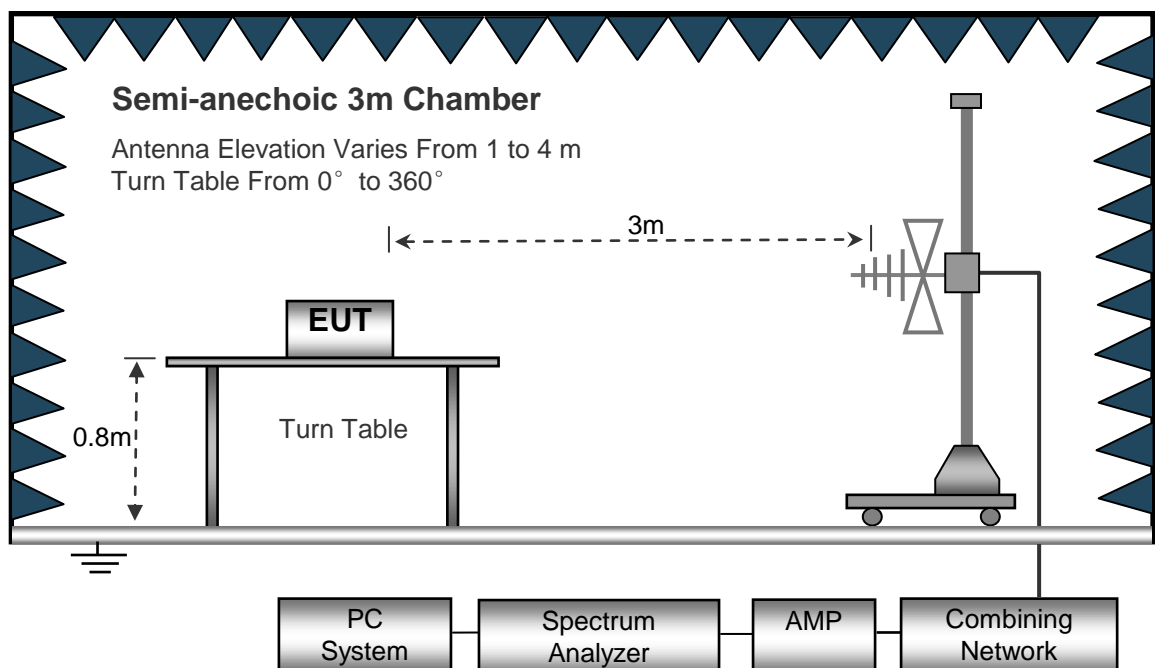 Semi-anechoic 3m Chamber
Antenna Elevation Varies From 1 to 4 m
Turn Table From 0° to 360°
3m
EUT
0.8m
Turn Table
PC
System
Spectrum
Analyzer
AMP
Combining
Network